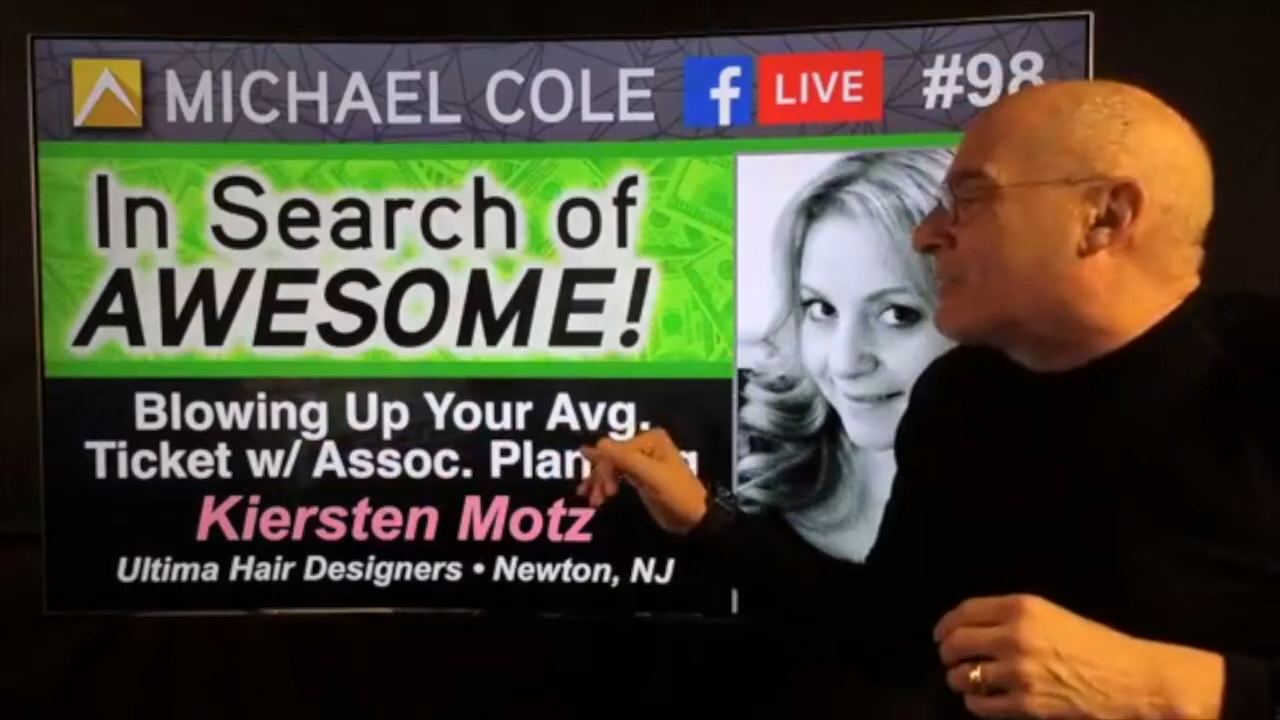 MICHAEL COLE f LIVE #98
In Search of
AWESOME!
Blowing Up Your Avg.
Ticket w/ Assoc.
Kiersten Motz
Ultima Hair Designers • Newton, NJ